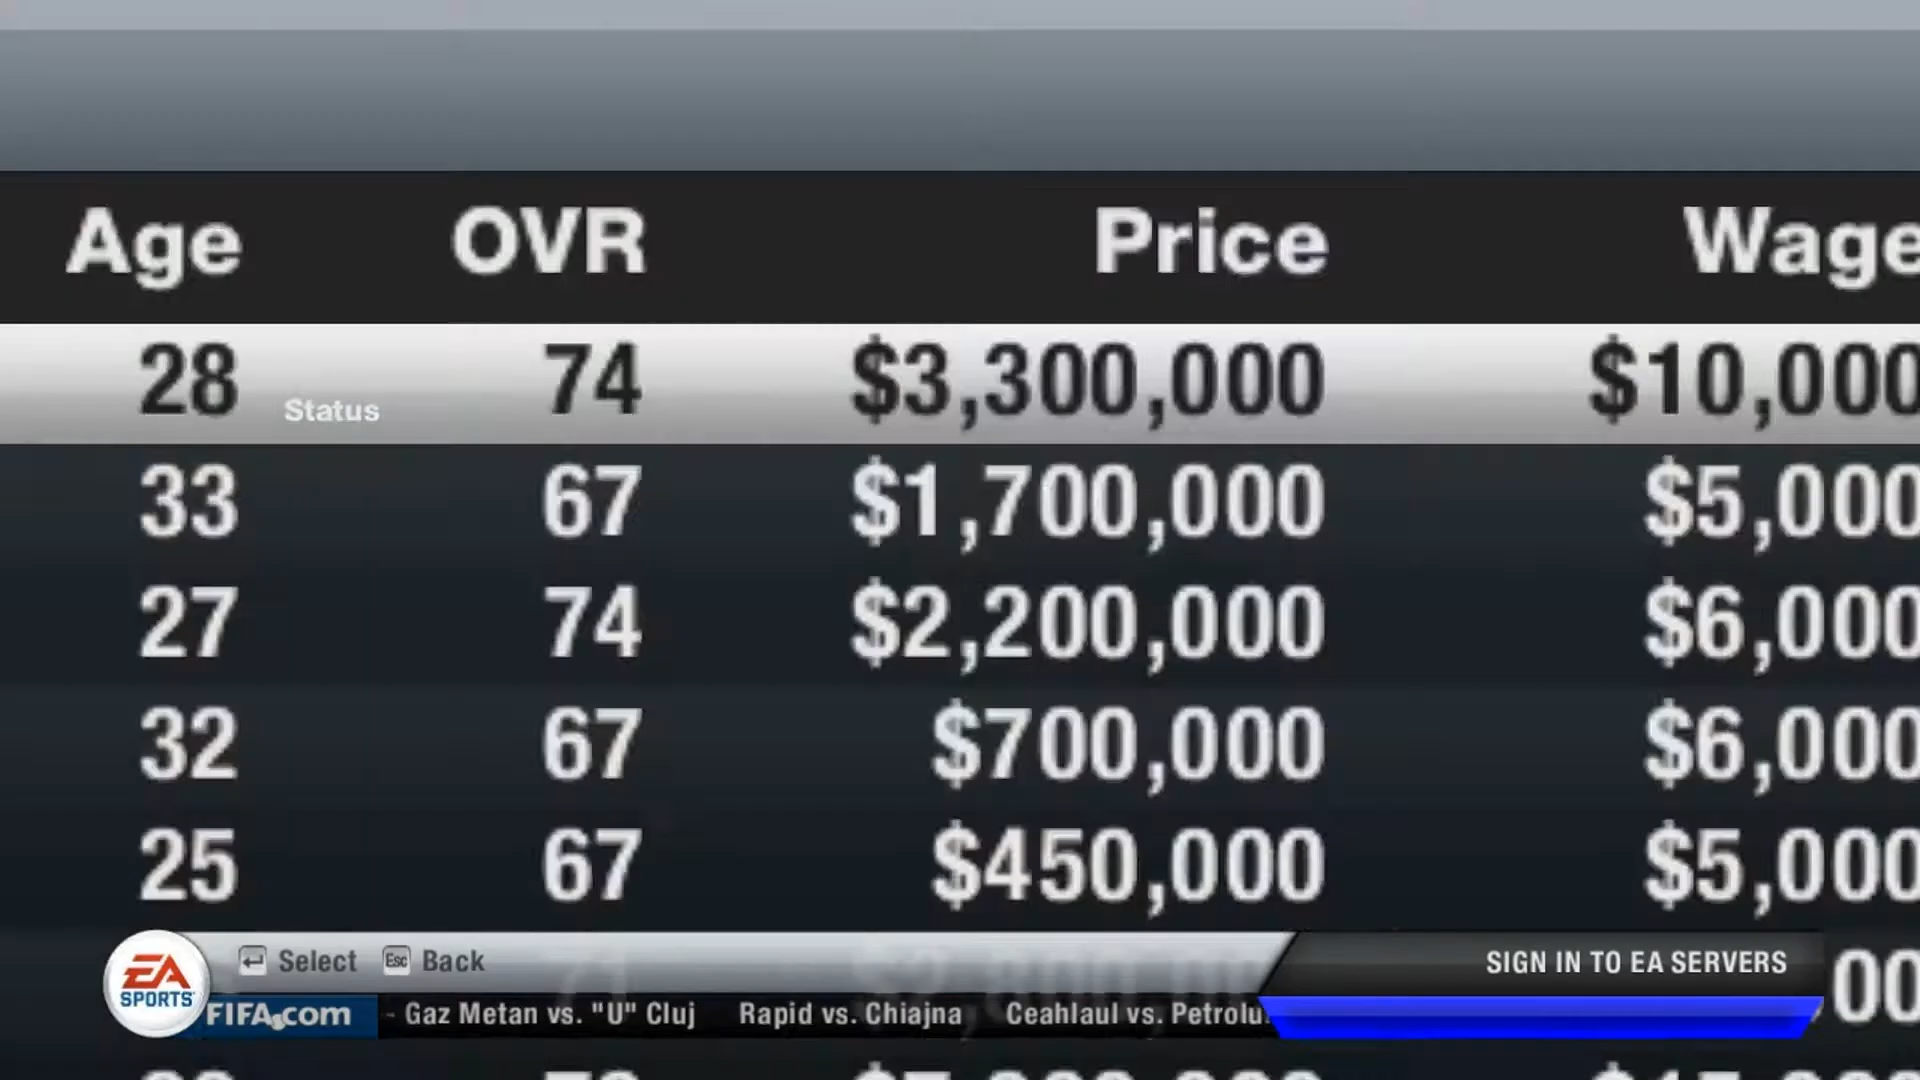 Age OVR Price Wage
28 Status 74 $3,300,000 $10,000
33 67 $1,700,000 $5,000
27 74 $2,200,000 $6,000
32 67 $700,000 $6,000
25 67 $450,000 $5,000
EA SPORTS
Select Esc Back
SIGN IN TO EA SERVERS
FIFA.com - Gaz Metan vs. "U" Cluj Rapid vs. Chiajna Ceahlaul vs. Petrolu